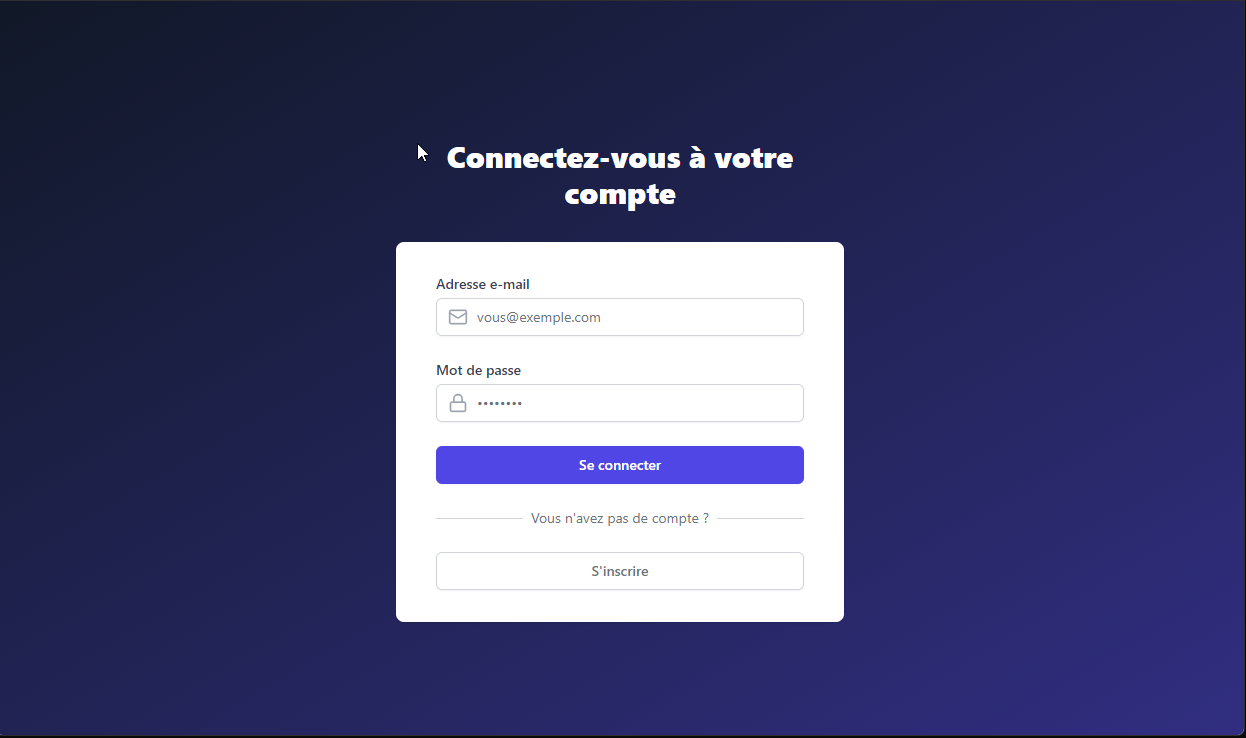 Connectez-vous à votre
compte
Adresse e-mail
vous@exemple.com
Mot de passe
••••••••
Se connecter
Vous n'avez pas de compte ?
S'inscrire